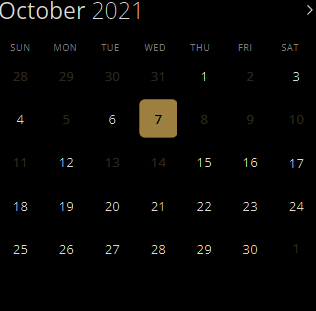 October 2021
SUN MON TUE WED THU FRI SAT
28 29 30 31 1 2 3
4 5 6 7 8 9 10
11 12 13 14 15 16 17
18 19 20 21 22 23 24
25 26 27 28 29 30 1